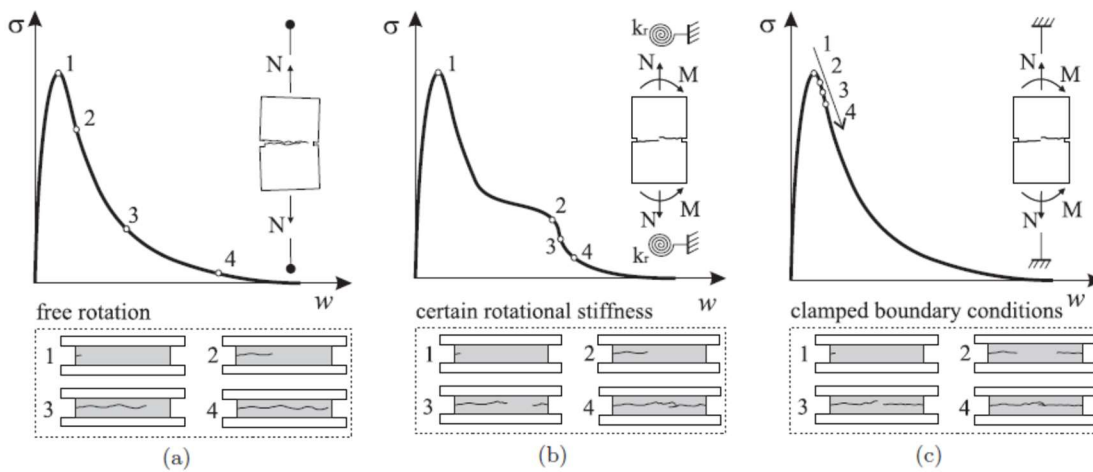 σ
1
2
3
4
N
N
w
free rotation
1
2
3
4
(a)
σ
1
2
3
4
kr
N
M
N
M
kr
w
certain rotational stiffness
1
2
3
4
(b)
σ
1
2
3
4
N
M
N
M
w
clamped boundary conditions
1
2
3
4
(c)